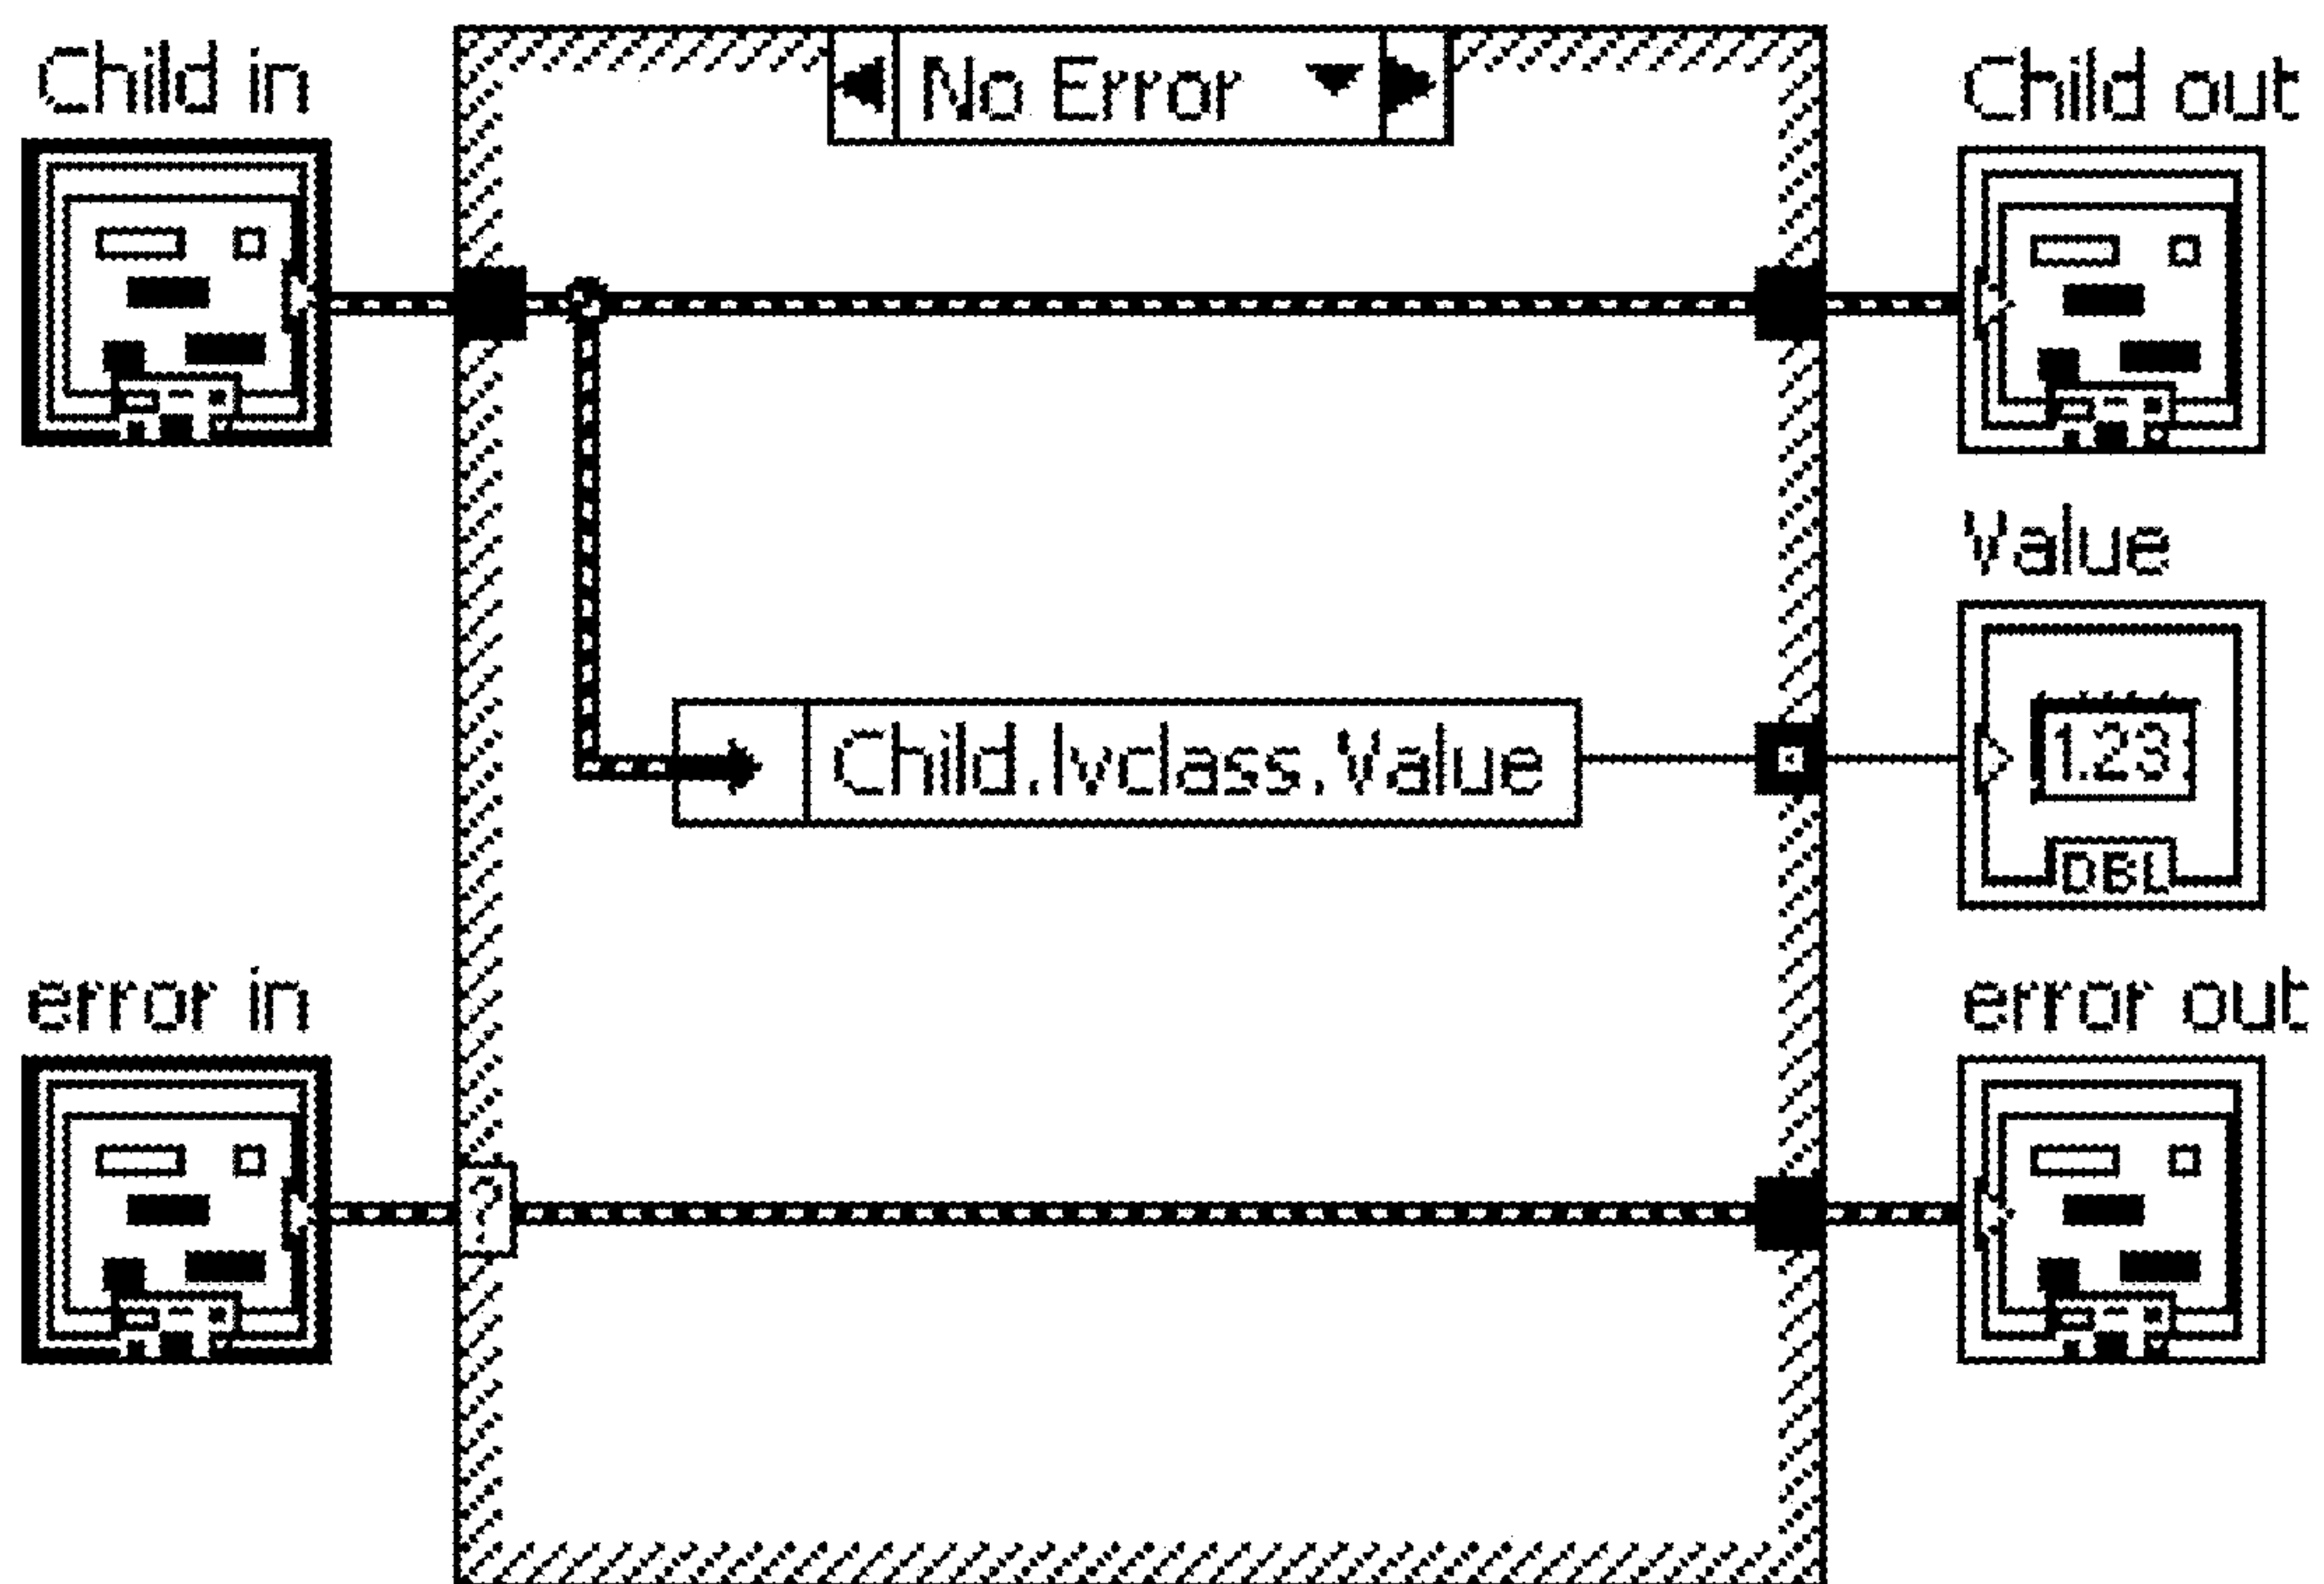 Child in
No Error
Child out
Value
1.23
DBL
Child.lvclass.Value
error in
?
error out